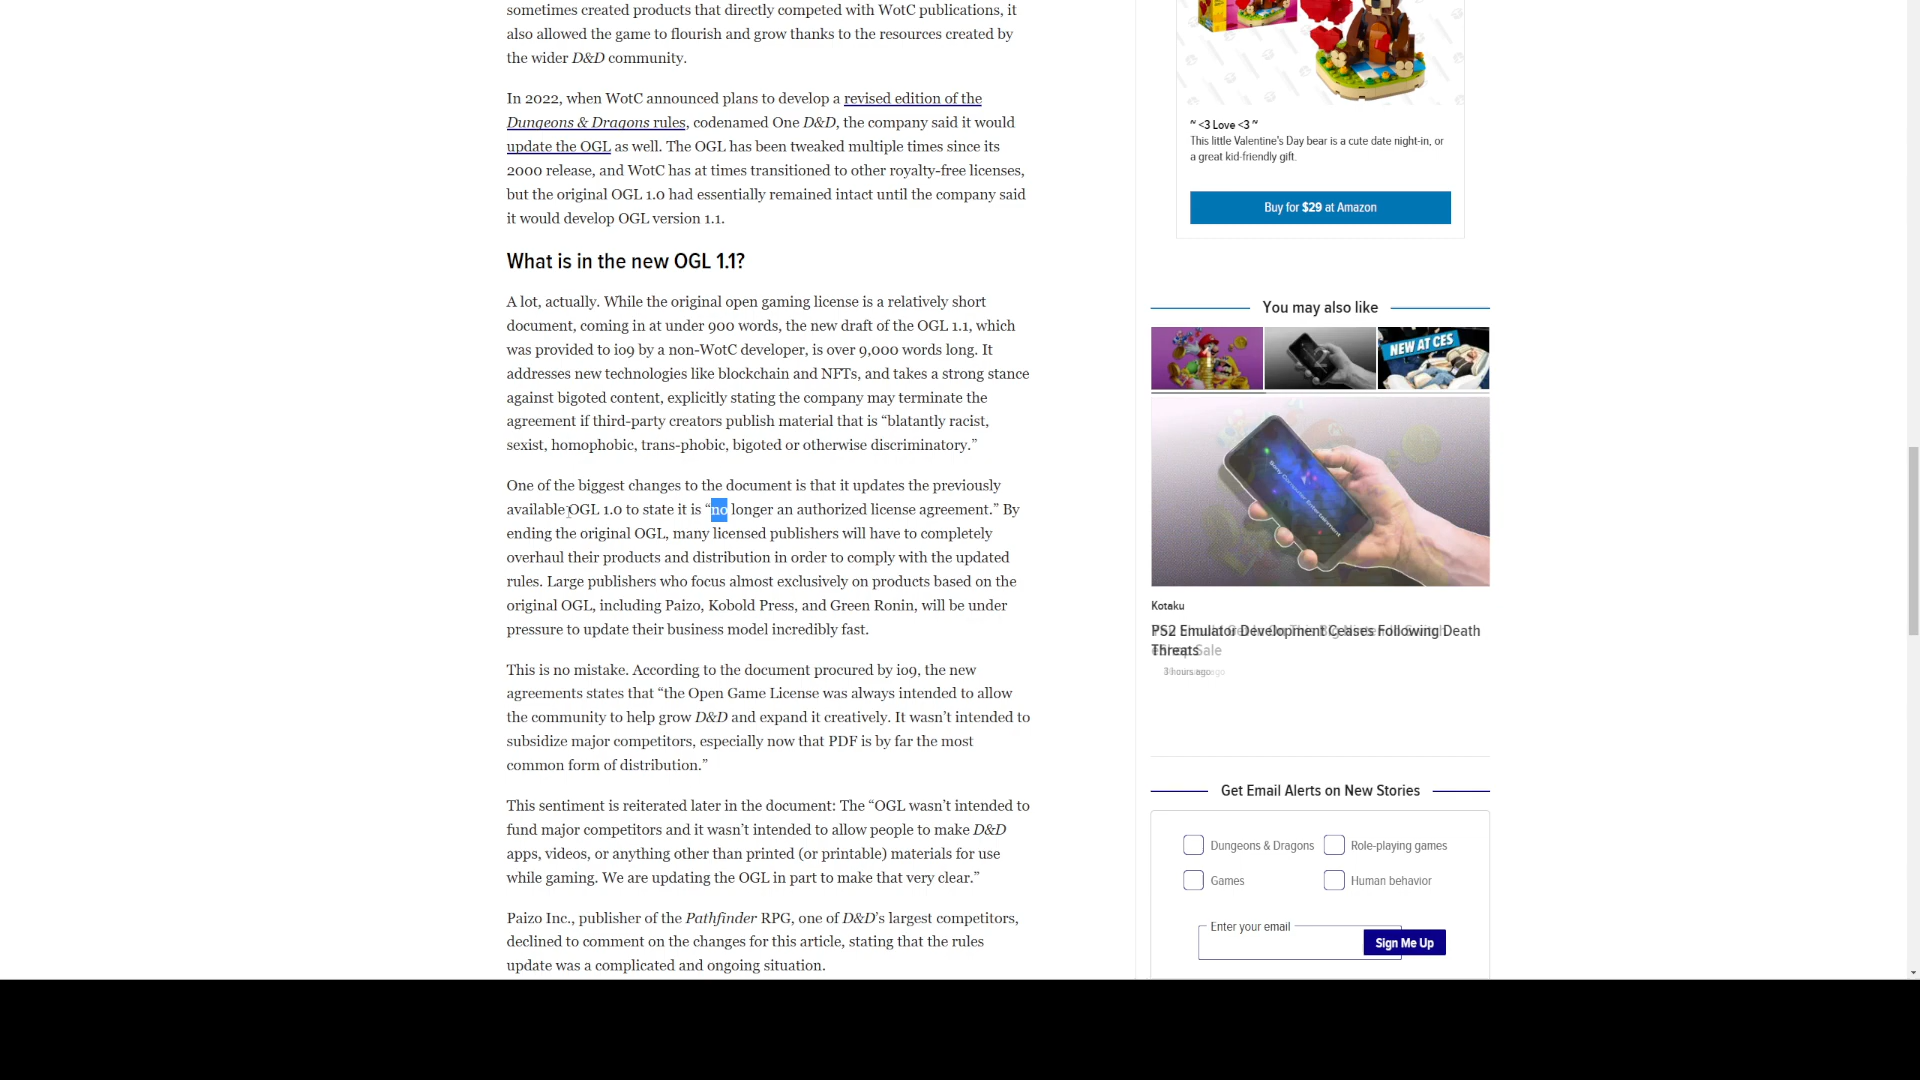 sometimes created products that directly competed with WotC publications, it
also allowed the game to flourish and grow thanks to the resources created by
the wider D&D community.
In 2022, when WotC announced plans to develop a revised edition of the
Dungeons & Dragons rules, codenamed One D&D, the company said it would
update the OGL as well. The OGL has been tweaked multiple times since its
2000 release, and WotC has at times transitioned to other royalty-free licenses,
but the original OGL 1.0 had essentially remained intact until the company said
it would develop OGL version 1.1.
What is in the new OGL 1.1?
A lot, actually. While the original open gaming license is a relatively short
document, coming in at under 900 words, the new draft of the OGL 1.1, which
was provided to io9 by a non-WotC developer, is over 9,000 words long. It
addresses new technologies like blockchain and NFTs, and takes a strong stance
against bigoted content, explicitly stating the company may terminate the
agreement if third-party creators publish material that is “blatantly racist,
sexist, homophobic, trans-phobic, bigoted or otherwise discriminatory.”
One of the biggest changes to the document is that it updates the previously
available OGL 1.0 to state it is “no longer an authorized license agreement.” By
ending the original OGL, many licensed publishers will have to completely
overhaul their products and distribution in order to comply with the updated
rules. Large publishers who focus almost exclusively on products based on the
original OGL, including Paizo, Kobold Press, and Green Ronin, will be under
pressure to update their business model incredibly fast.
This is no mistake. According to the document procured by io9, the new
agreements states that “the Open Game License was always intended to allow
the community to help grow D&D and expand it creatively. It wasn’t intended to
subsidize major competitors, especially now that PDF is by far the most
common form of distribution.”
This sentiment is reiterated later in the document: The “OGL wasn’t intended to
fund major competitors and it wasn’t intended to allow people to make D&D
apps, videos, or anything other than printed (or printable) materials for use
while gaming. We are updating the OGL in part to make that very clear.”
Paizo Inc., publisher of the Pathfinder RPG, one of D&D’s largest competitors,
declined to comment on the changes for this article, stating that the rules
update was a complicated and ongoing situation.
~ <3 Love <3 ~
This little Valentine's Day bear is a cute date night-in, or
a great kid-friendly gift.
Buy for $29 at Amazon
You may also like
1
2
NEW AT CES
Sony Computer Entertainment
Kotaku
PS2 Emulator Development Ceases Following Death
Threats
hours ago
Get Email Alerts on New Stories
Dungeons & Dragons
Role-playing games
Games
Human behavior
Enter your email
Sign Me Up